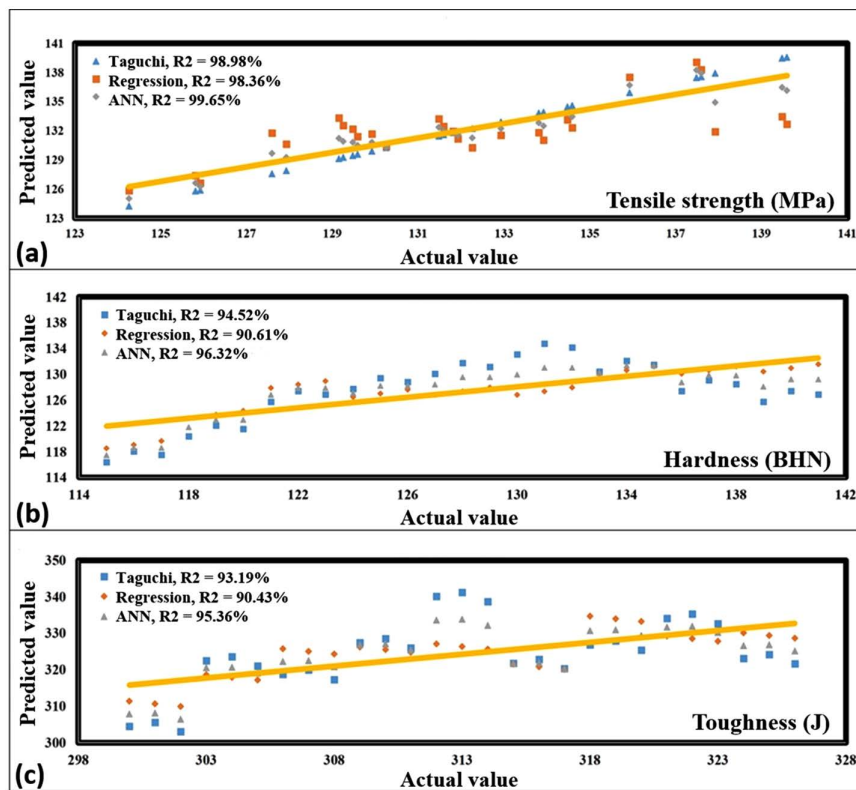 141
138
135
132
129
126
123
Predicted value
Taguchi, R2 = 98.98%
Regression, R2 = 98.36%
ANN, R2 = 99.65%
Tensile strength (MPa)
123 125 127 129 131 133 135 137 139 141
(a)
Actual value
142
138
134
130
126
122
118
114
Predicted value
Taguchi, R2 = 94.52%
Regression, R2 = 90.61%
ANN, R2 = 96.32%
Hardness (BHN)
114 118 122 126 130 134 138 142
(b)
Actual value
350
340
330
320
310
300
Predicted value
Taguchi, R2 = 93.19%
Regression, R2 = 90.43%
ANN, R2 = 95.36%
Toughness (J)
298 303 308 313 318 323 328
(c)
Actual value